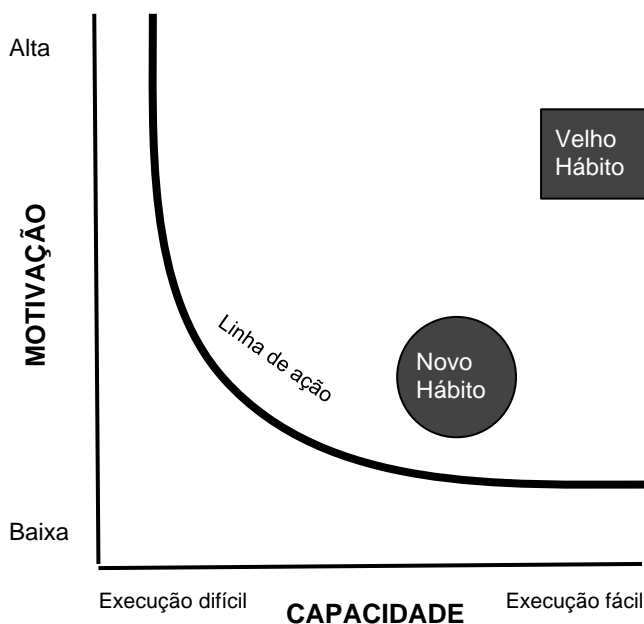 Alta
Velho
Hábito
MOTIVAÇÃO
Linha de ação
Novo
Hábito
Baixa
Execução difícil
CAPACIDADE
Execução fácil